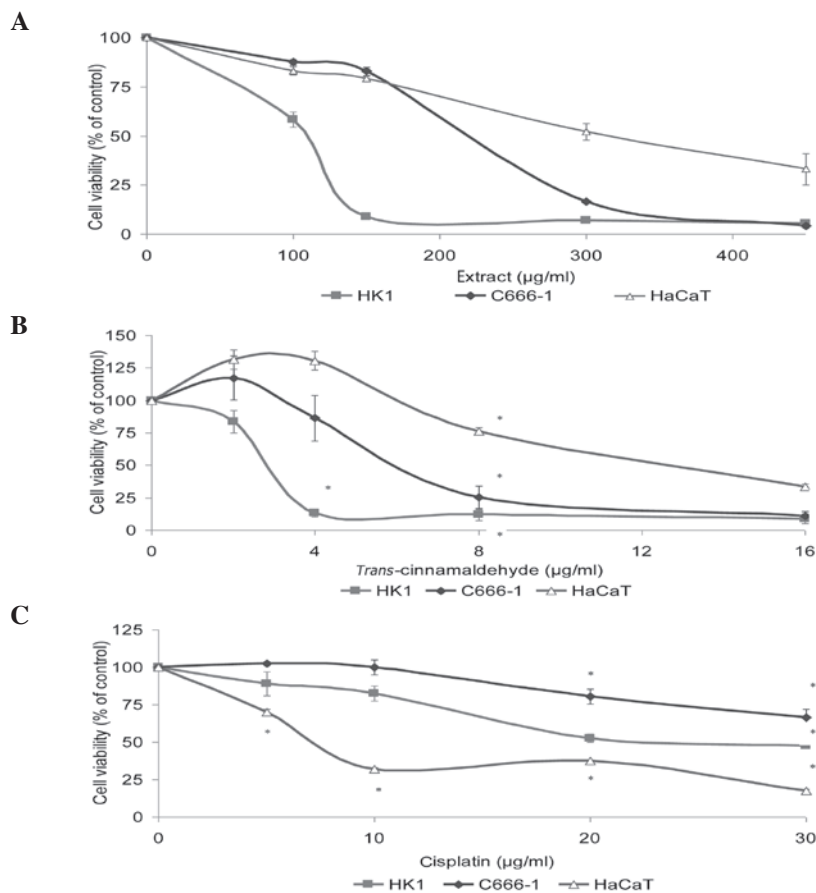 A
Cell viability (% of control)
100
75
50
25
0
0 100 200 300 400
Extract (µg/ml)
HK1 C666-1 HaCaT
B
Cell viability (% of control)
150
125
100
75
50
25
0
* * * *
0 4 8 12 16
Trans-cinnamaldehyde (µg/ml)
HK1 C666-1 HaCaT
C
Cell viability (% of control)
125
100
75
50
25
0
* * * * * * *
0 10 20 30
Cisplatin (µg/ml)
HK1 C666-1 HaCaT